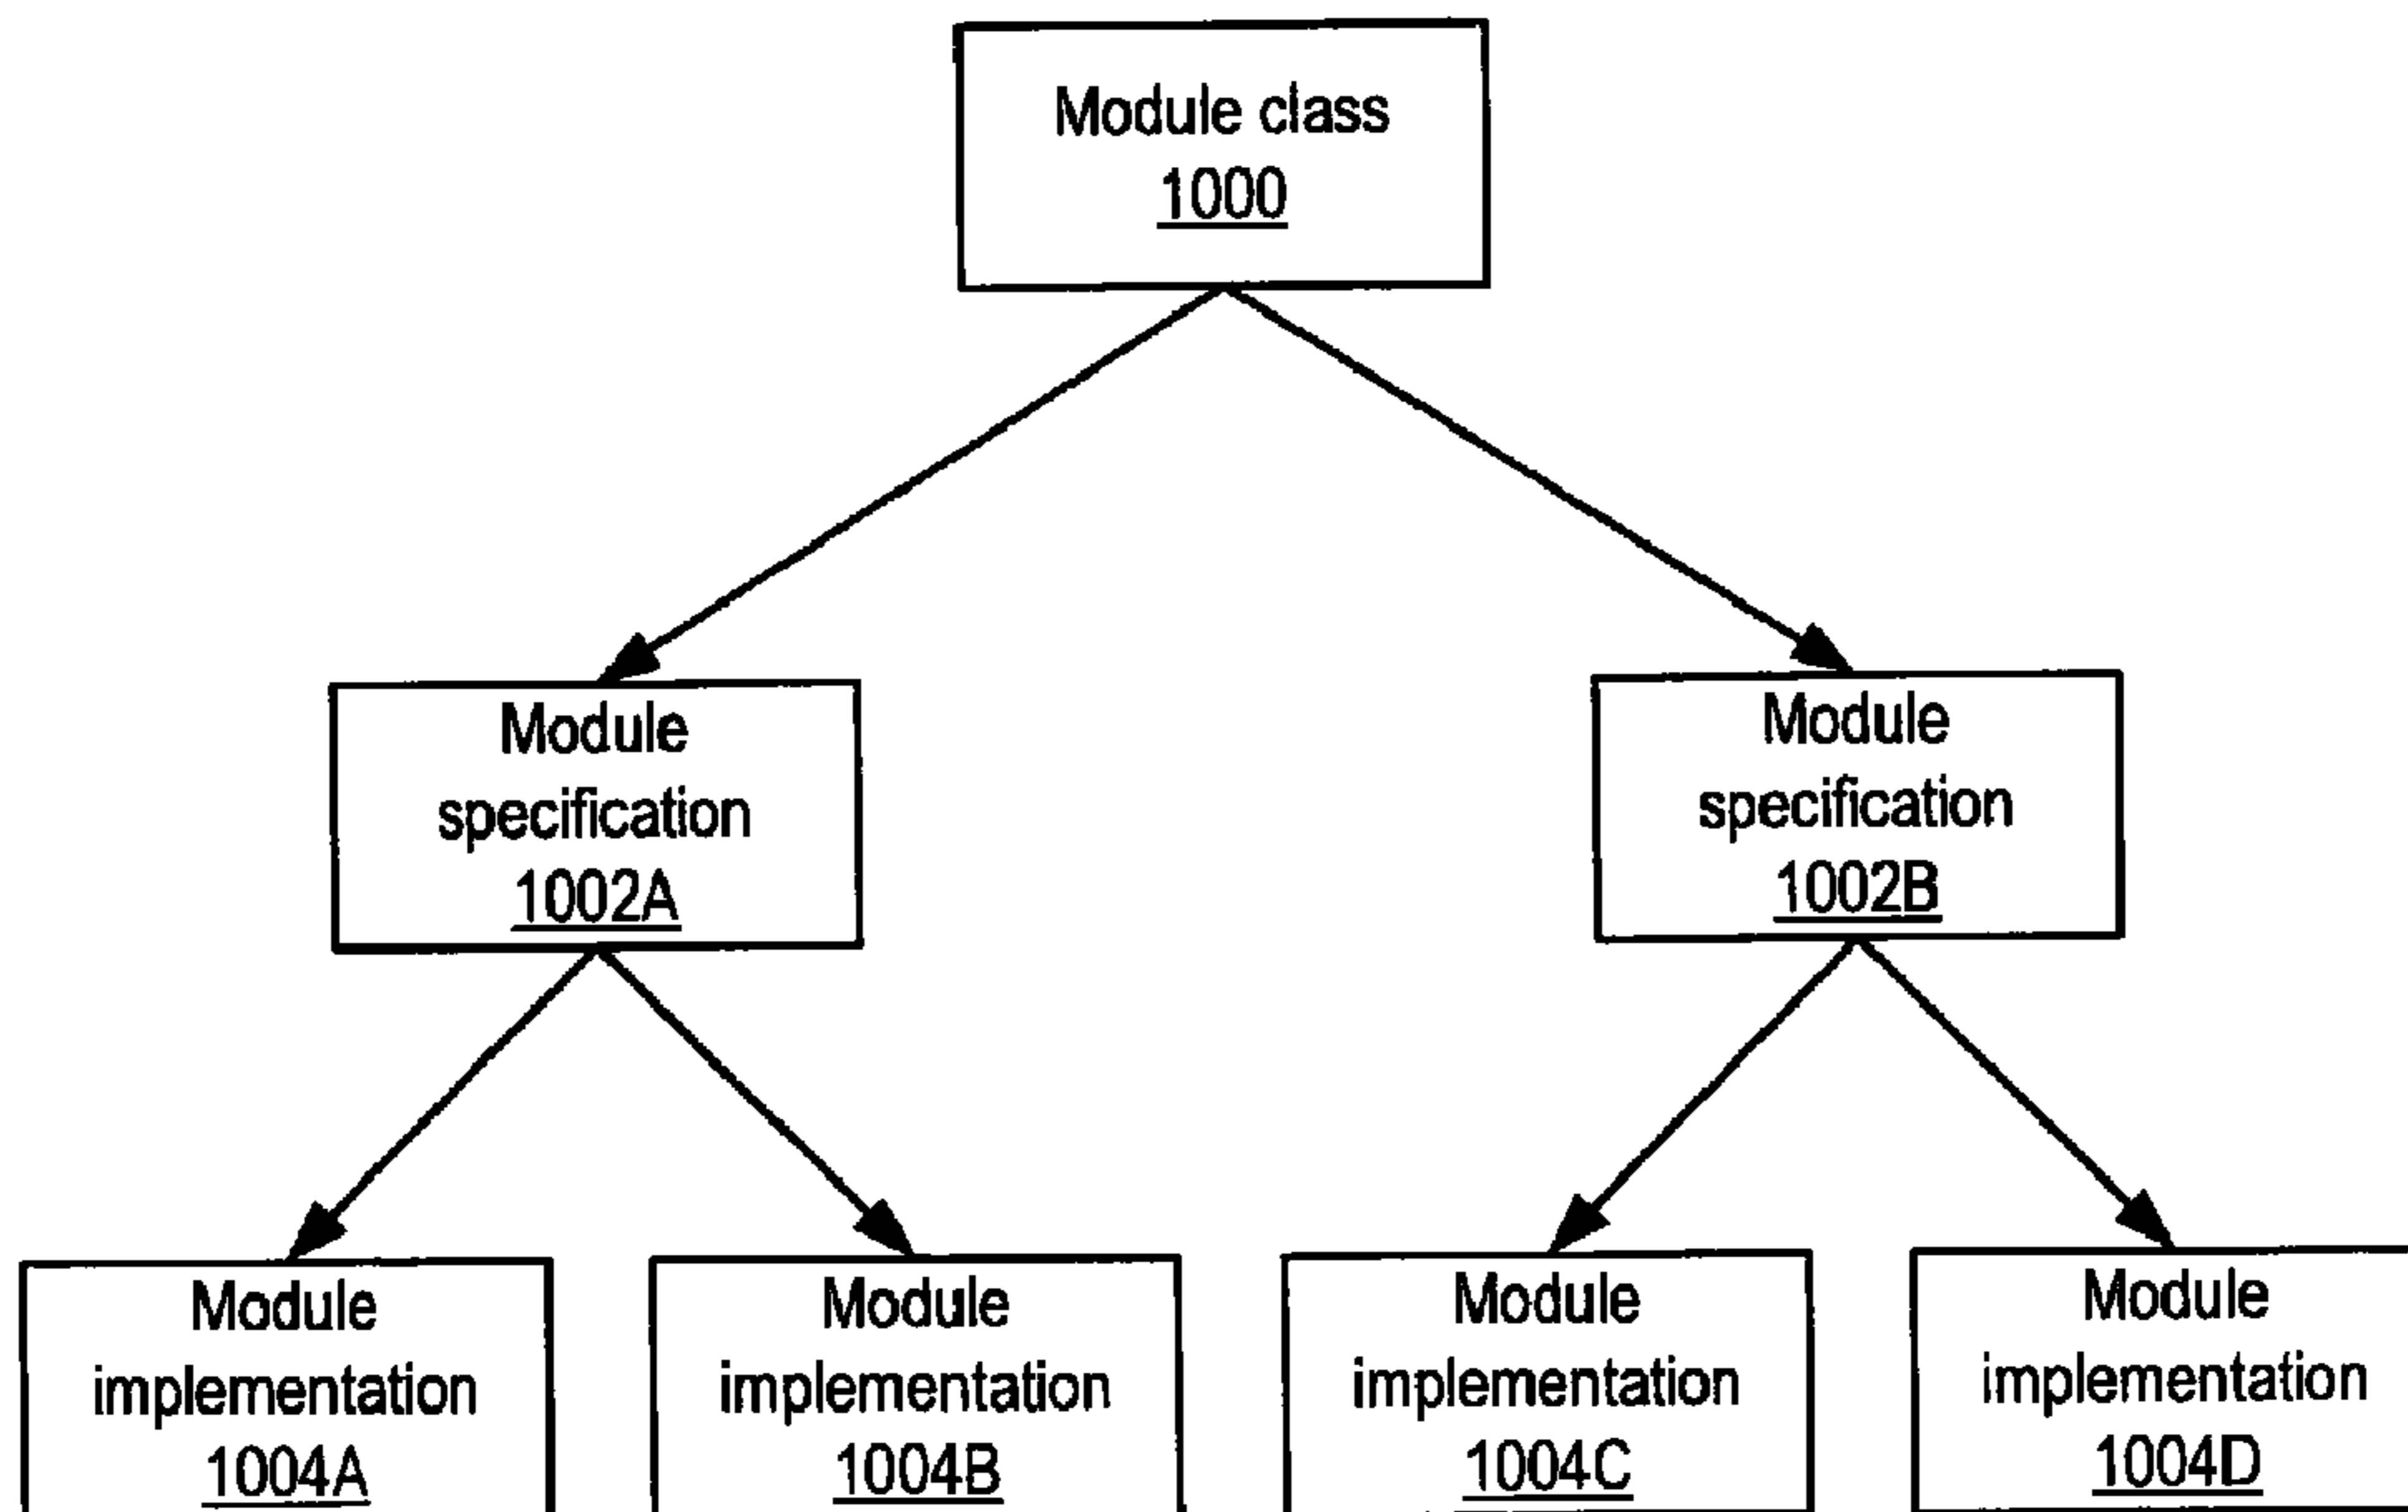 Module class
1000
Module
specification
1002A
Module
specification
1002B
Module
implementation
1004A
Module
implementation
1004B
Module
implementation
1004C
Module
implementation
1004D